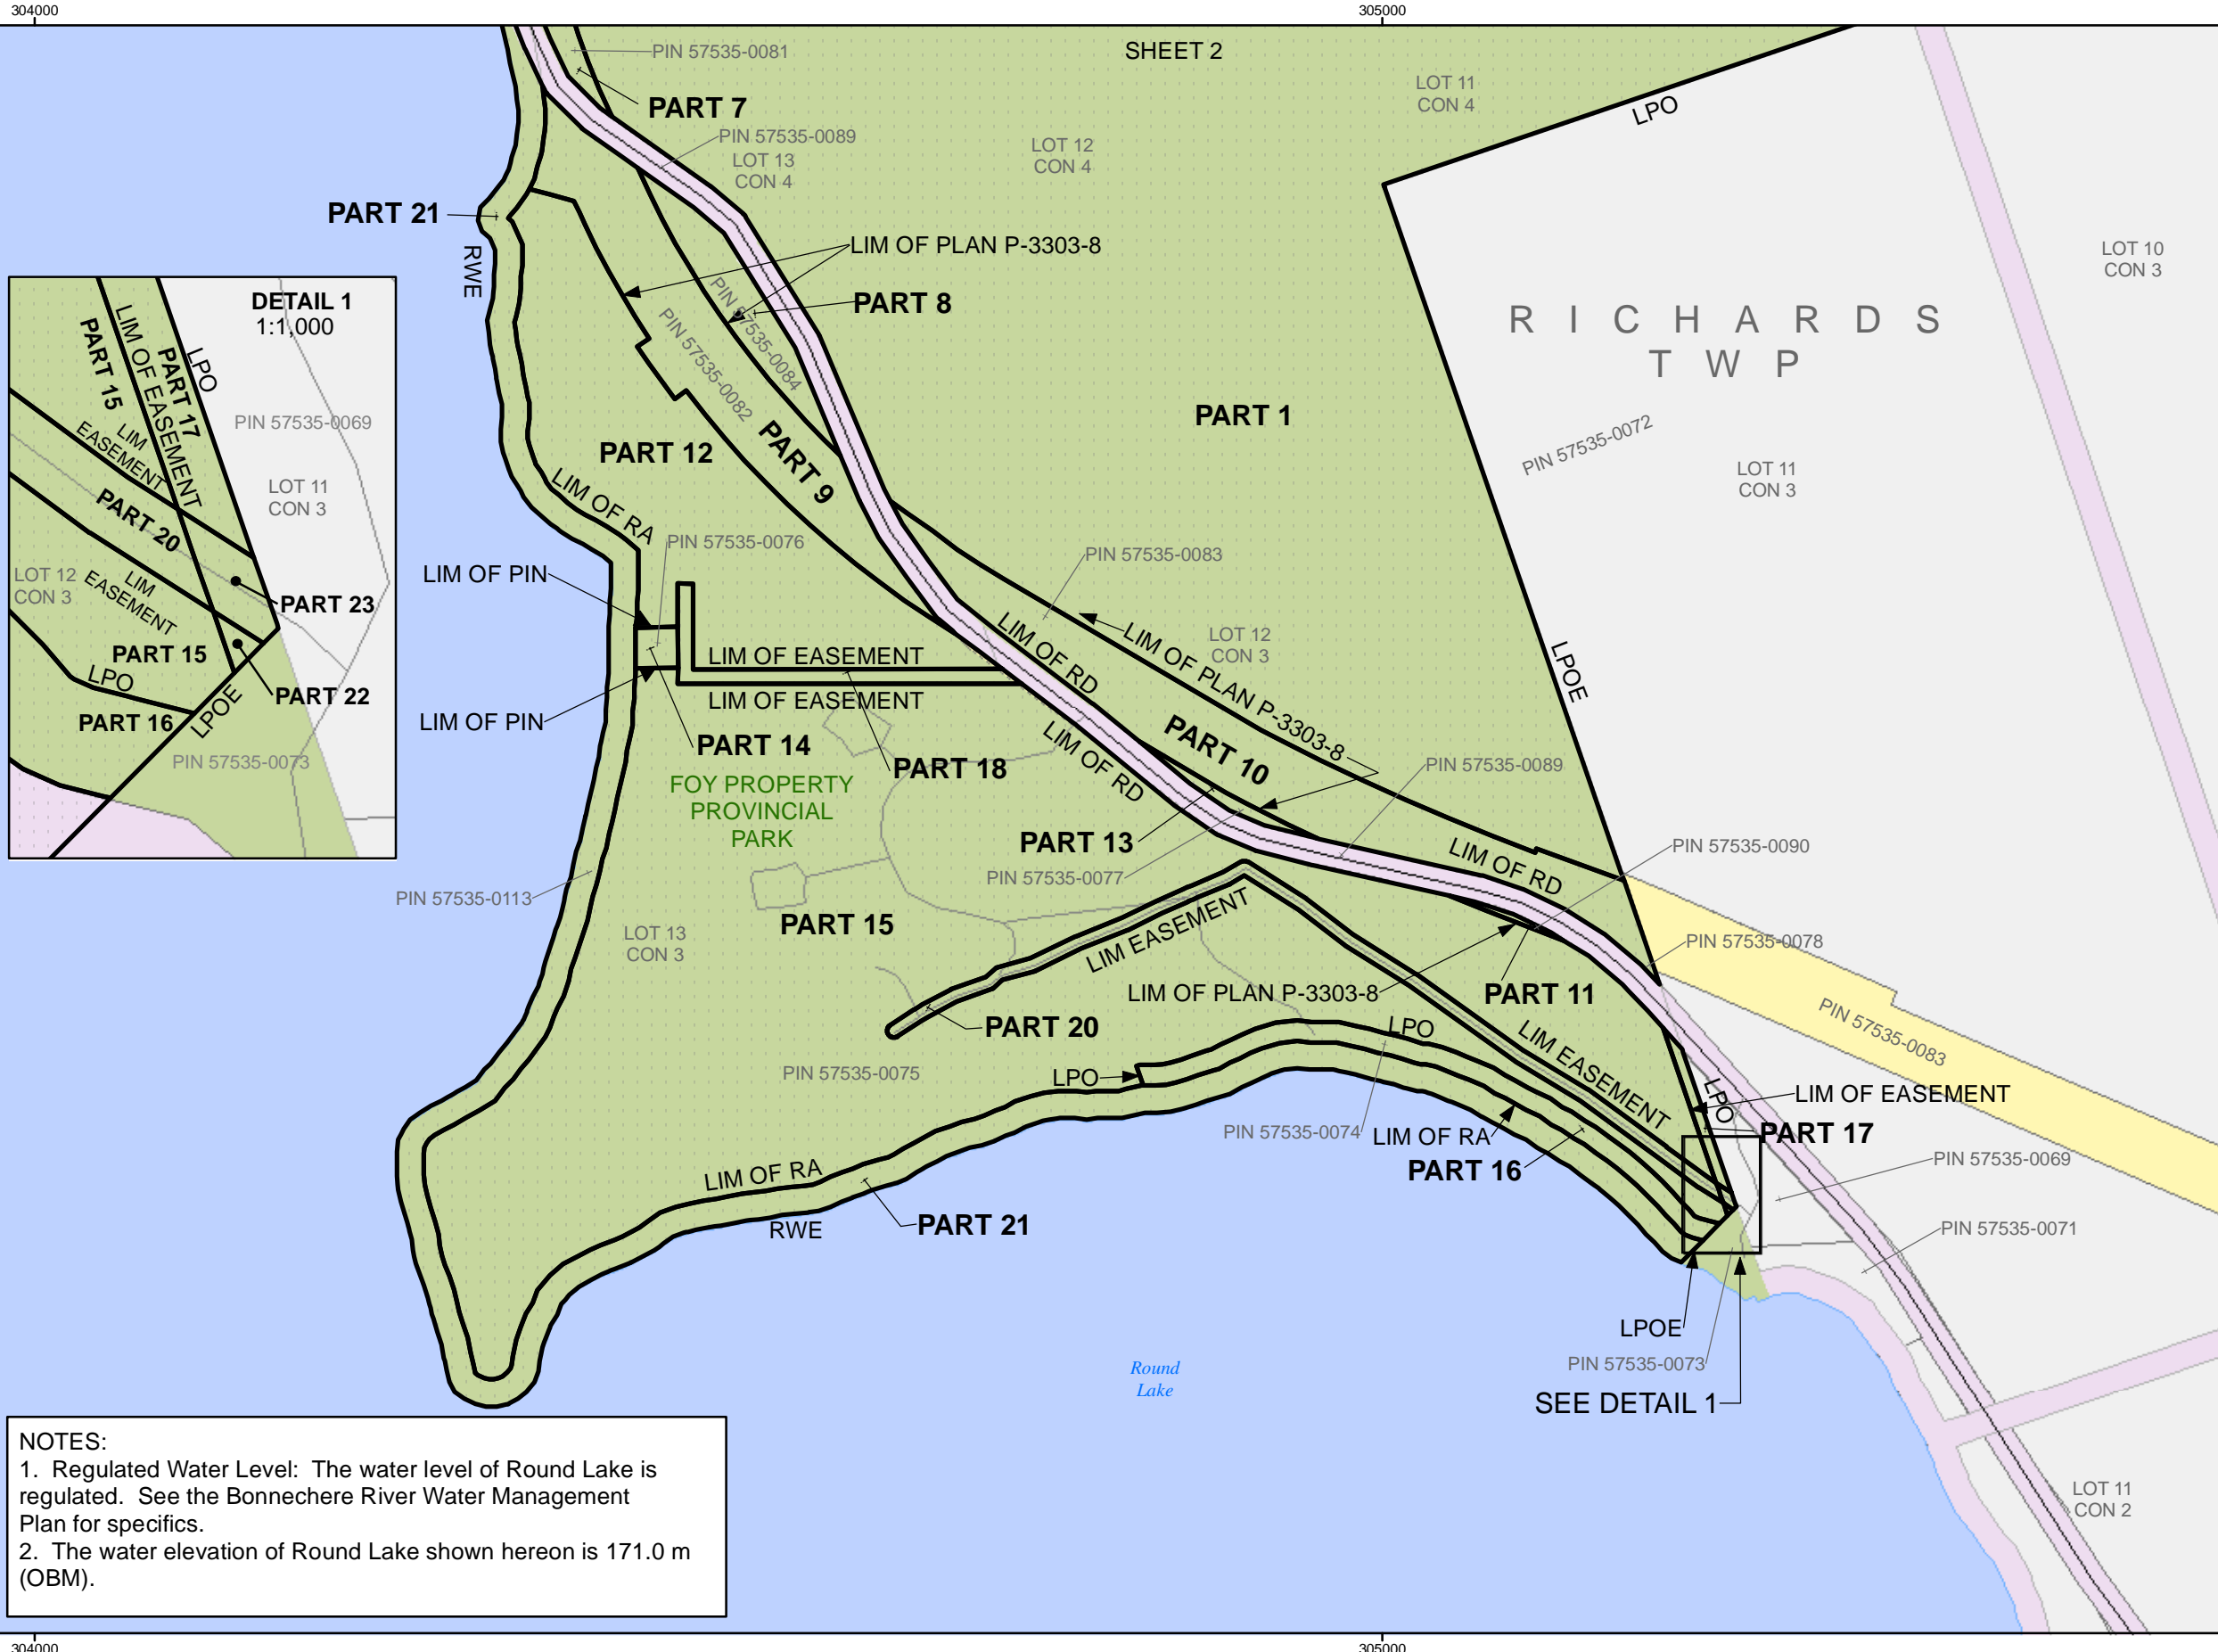 304000
305000
SHEET 2
PIN 57535-0081
PART 7
LOT 11
CON 4
LPO
PIN 57535-0089
LOT 13
CON 4
LOT 12
CON 4
PART 21
RWE
LIM OF PLAN P-3303-8
LOT 10
CON 3
PIN 57535-0084
PART 8
RICHARDS
TWP
PIN 57535-0082
PART 1
PART 9
PART 12
PIN 57535-0072
LOT 11
CON 3
LIM OF RA
PIN 57535-0076
PIN 57535-0083
LIM OF PIN
LIM OF RD
LIM OF PLAN P-3303-8
LOT 12
CON 3
LPOE
LIM OF EASEMENT
LIM OF EASEMENT
LIM OF PIN
PART 14
LIM OF RD
PART 10
PART 18
PIN 57535-0089
FOY PROPERTY
PROVINCIAL
PARK
PART 13
LIM OF RD
PIN 57535-0090
PIN 57535-0077
PIN 57535-0113
PART 15
LIM EASEMENT
LOT 13
CON 3
PIN 57535-0078
LIM OF PLAN P-3303-8
PART 11
PART 20
LPO
PIN 57535-0083
LIM EASEMENT
PIN 57535-0075
LPO
LPO
LIM OF EASEMENT
PIN 57535-0074
LIM OF RA
PART 17
PART 16
PIN 57535-0069
LIM OF RA
RWE
PART 21
PIN 57535-0071
LPOE
PIN 57535-0073
Round
Lake
SEE DETAIL 1
LOT 11
CON 2
DETAIL 1
1:1,000
PART 15
LIM OF EASEMENT
PART 17
LPO
PIN 57535-0069
LIM
EASEMENT
LOT 11
CON 3
PART 20
LOT 12
CON 3
LIM
EASEMENT
PART 23
PART 15
LPO
PART 22
PART 16
LPOE
PIN 57535-0073
NOTES:
1. Regulated Water Level: The water level of Round Lake is
regulated. See the Bonnechere River Water Management
Plan for specifics.
2. The water elevation of Round Lake shown hereon is 171.0 m
(OBM).
304000
305000